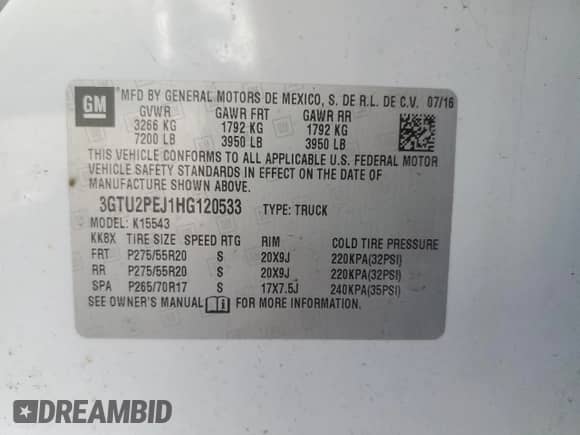 GM MFD BY GENERAL MOTORS DE MEXICO, S. DE R.L. DE C.V. 07/16
GVWR GAWR FRT GAWR RR
3266 KG 1792 KG 1792 KG
7200 LB 3950 LB 3950 LB
THIS VEHICLE CONFORMS TO ALL APPLICABLE U.S. FEDERAL MOTOR
VEHICLE SAFETY STANDARDS IN EFFECT ON THE DATE OF
MANUFACTURE SHOWN ABOVE.
3GTU2PEJ1HG120533 TYPE: TRUCK
MODEL: K15543
KK8X TIRE SIZE SPEED RTG RIM COLD TIRE PRESSURE
FRT P275/55R20 S 20X9J 220KPA(32PSI)
RR P275/55R20 S 20X9J 220KPA(32PSI)
SPA P265/70R17 S 17X7.5J 240KPA(35PSI)
SEE OWNER'S MANUAL FOR MORE INFORMATION.
DREAMBID